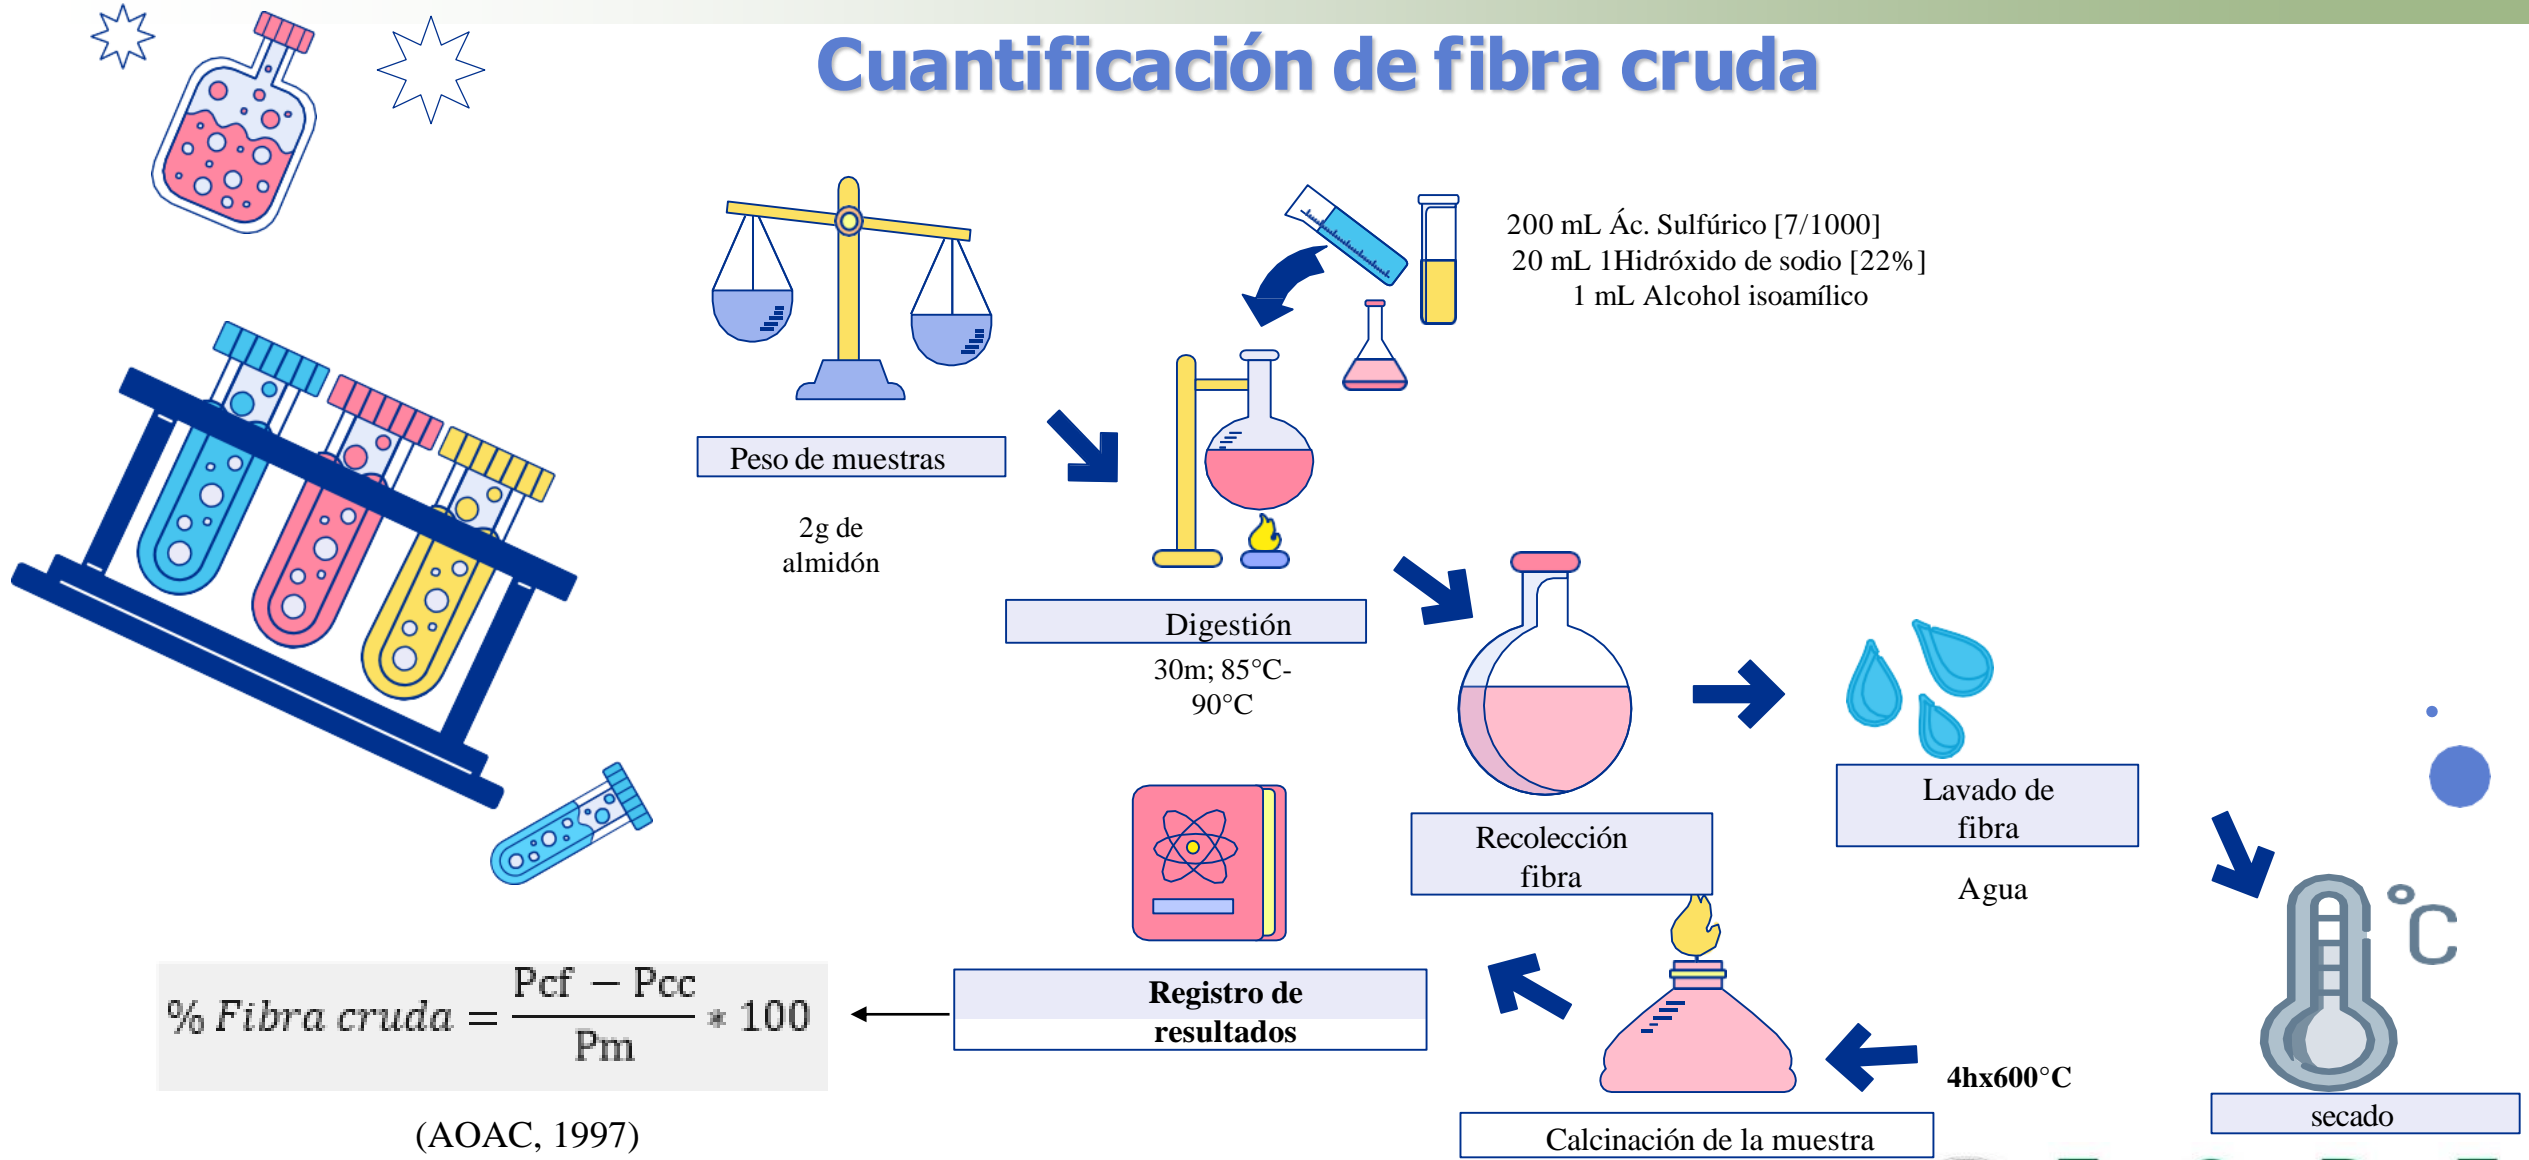 Cuantificación de fibra cruda
200 mL Ác. Sulfúrico [7/1000]
20 mL 1Hidróxido de sodio [22%]
1 mL Alcohol isoamílico
Peso de muestras
2g de
almidón
Digestión
30m; 85°C-
90°C
Recolección
fibra
Lavado de
fibra
Agua
°C
secado
4hx600°C
Calcinación de la muestra
Registro de
resultados
% Fibra cruda = Pcf − Pcc / Pm * 100
(AOAC, 1997)